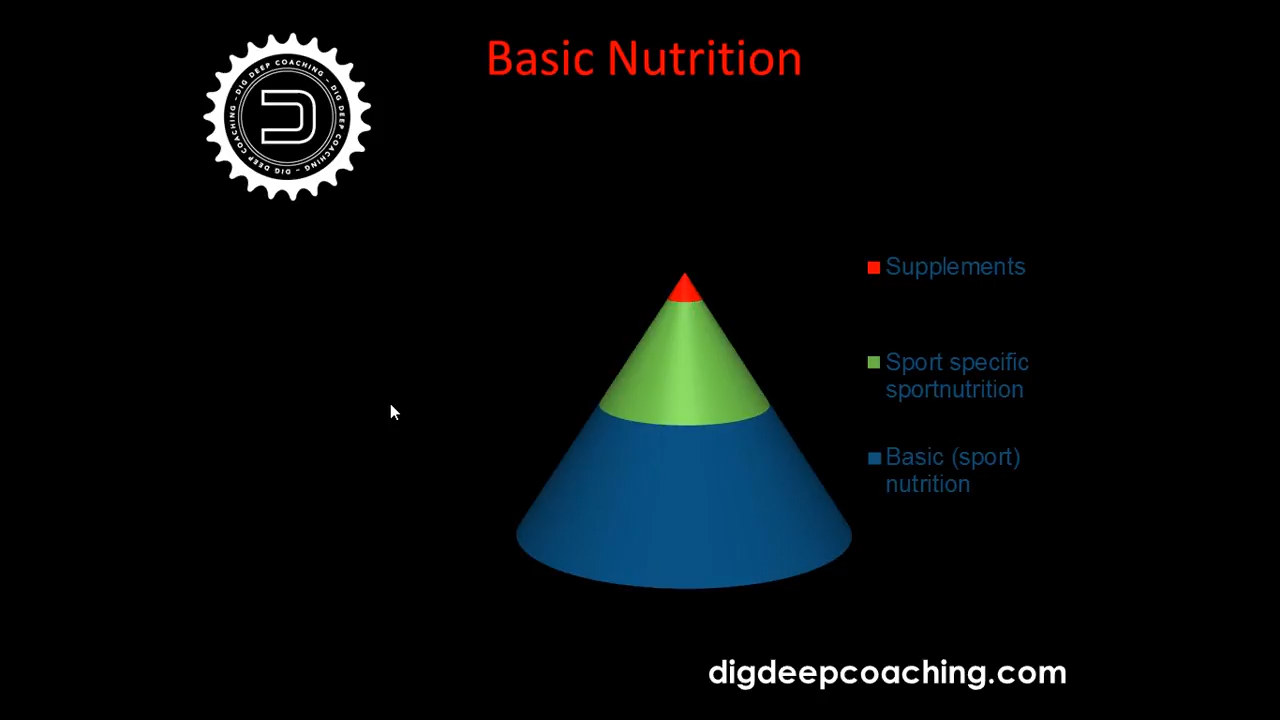 Basic Nutrition
DIG DEEP COACHING – DIG DEEP COACHING – DIG DEEP COACHING –
Supplements
Sport specific
sportnutrition
Basic (sport)
nutrition
digdeepcoaching.com